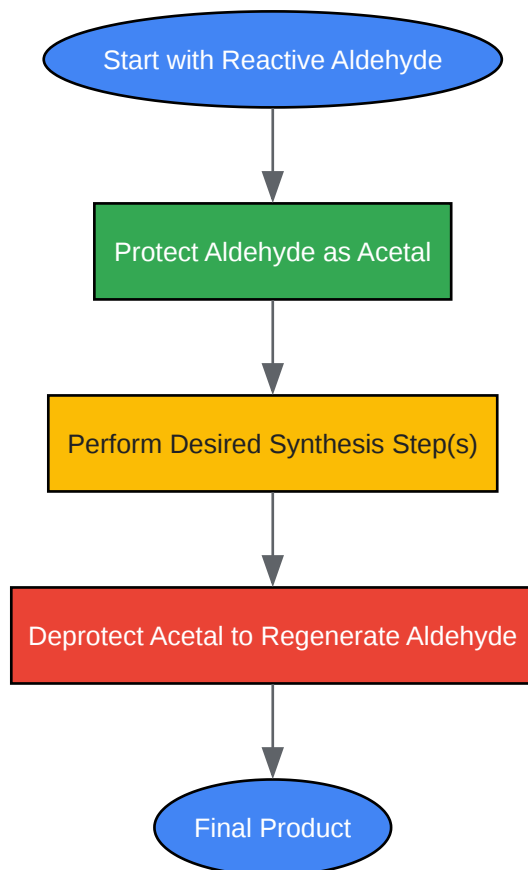 Start with Reactive Aldehyde
Protect Aldehyde as Acetal
Perform Desired Synthesis Step(s)
Deprotect Acetal to Regenerate Aldehyde
Final Product